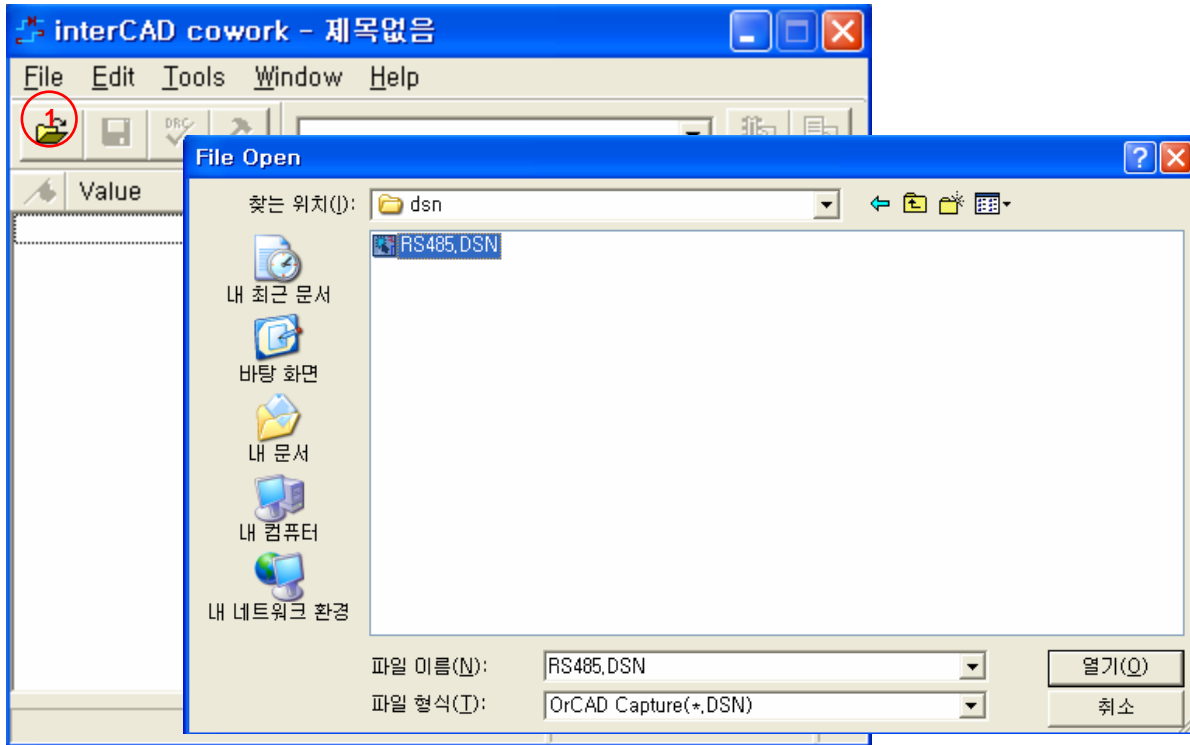 interCAD cowork - 제목없음
File Edit Tools Window Help
1
DRC
File Open
Value
찾는 위치(I): dsn
RS485.DSN
내 최근 문서
바탕 화면
내 문서
내 컴퓨터
내 네트워크 환경
파일 이름(N): RS485.DSN 열기(O)
파일 형식(T): OrCAD Capture(*.DSN) 취소